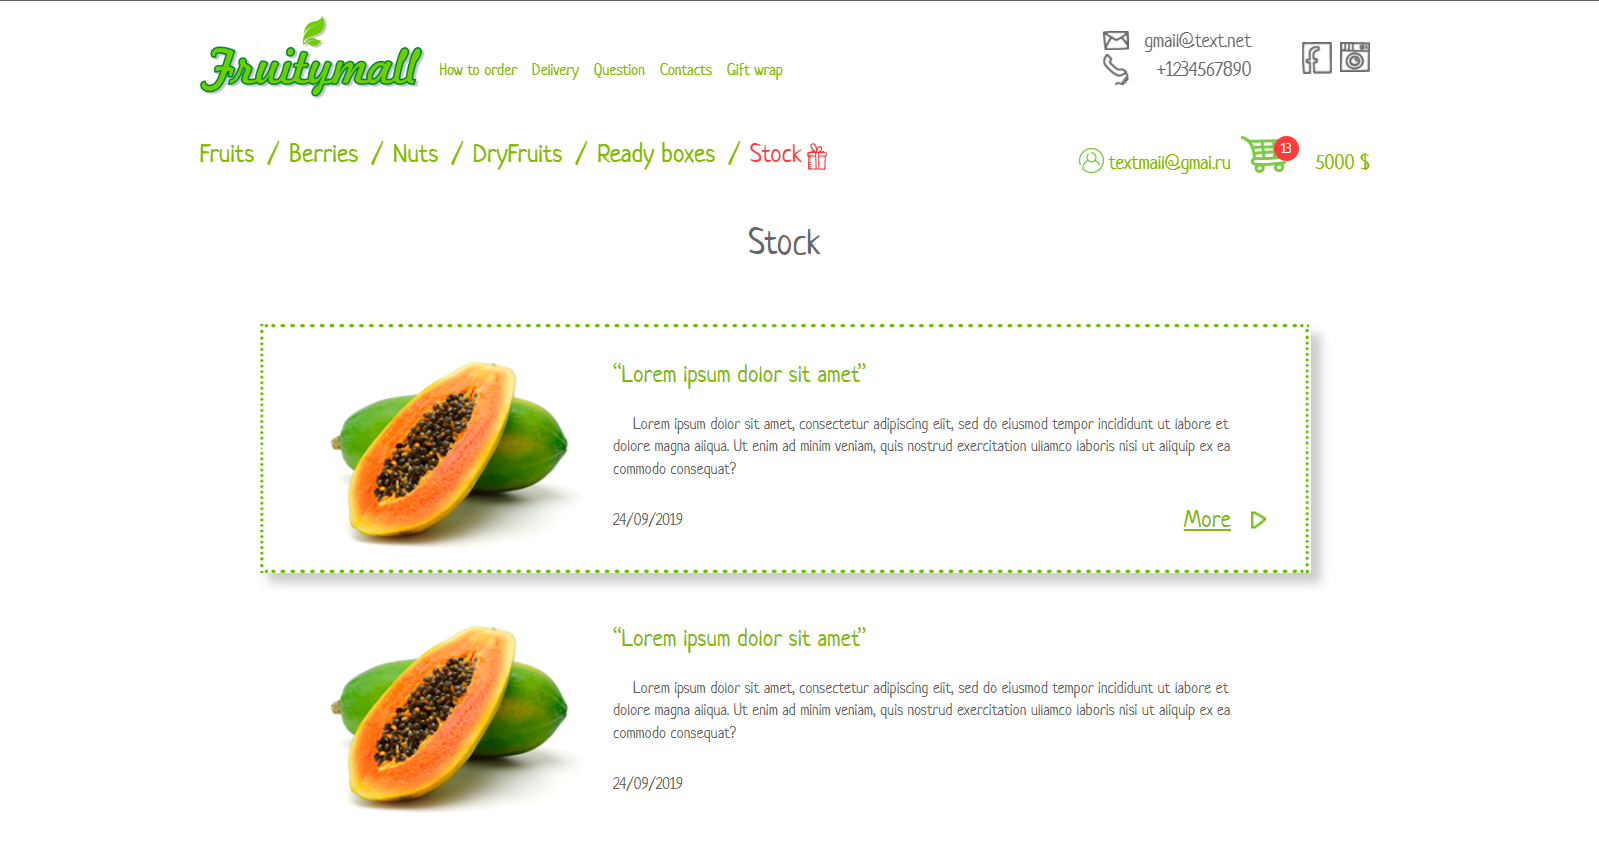 Fruitymall
How to order Delivery Question Contacts Gift wrap
gmail@text.net
+1234567890
Fruits / Berries / Nuts / DryFruits / Ready boxes / Stock
textmail@gmai.ru
13
5000 $
Stock
“Lorem ipsum dolor sit amet”
Lorem ipsum dolor sit amet, consectetur adipiscing elit, sed do eiusmod tempor incididunt ut labore et
dolore magna aliqua. Ut enim ad minim veniam, quis nostrud exercitation ullamco laboris nisi ut aliquip ex ea
commodo consequat?
24/09/2019
More
“Lorem ipsum dolor sit amet”
Lorem ipsum dolor sit amet, consectetur adipiscing elit, sed do eiusmod tempor incididunt ut labore et
dolore magna aliqua. Ut enim ad minim veniam, quis nostrud exercitation ullamco laboris nisi ut aliquip ex ea
commodo consequat?
24/09/2019